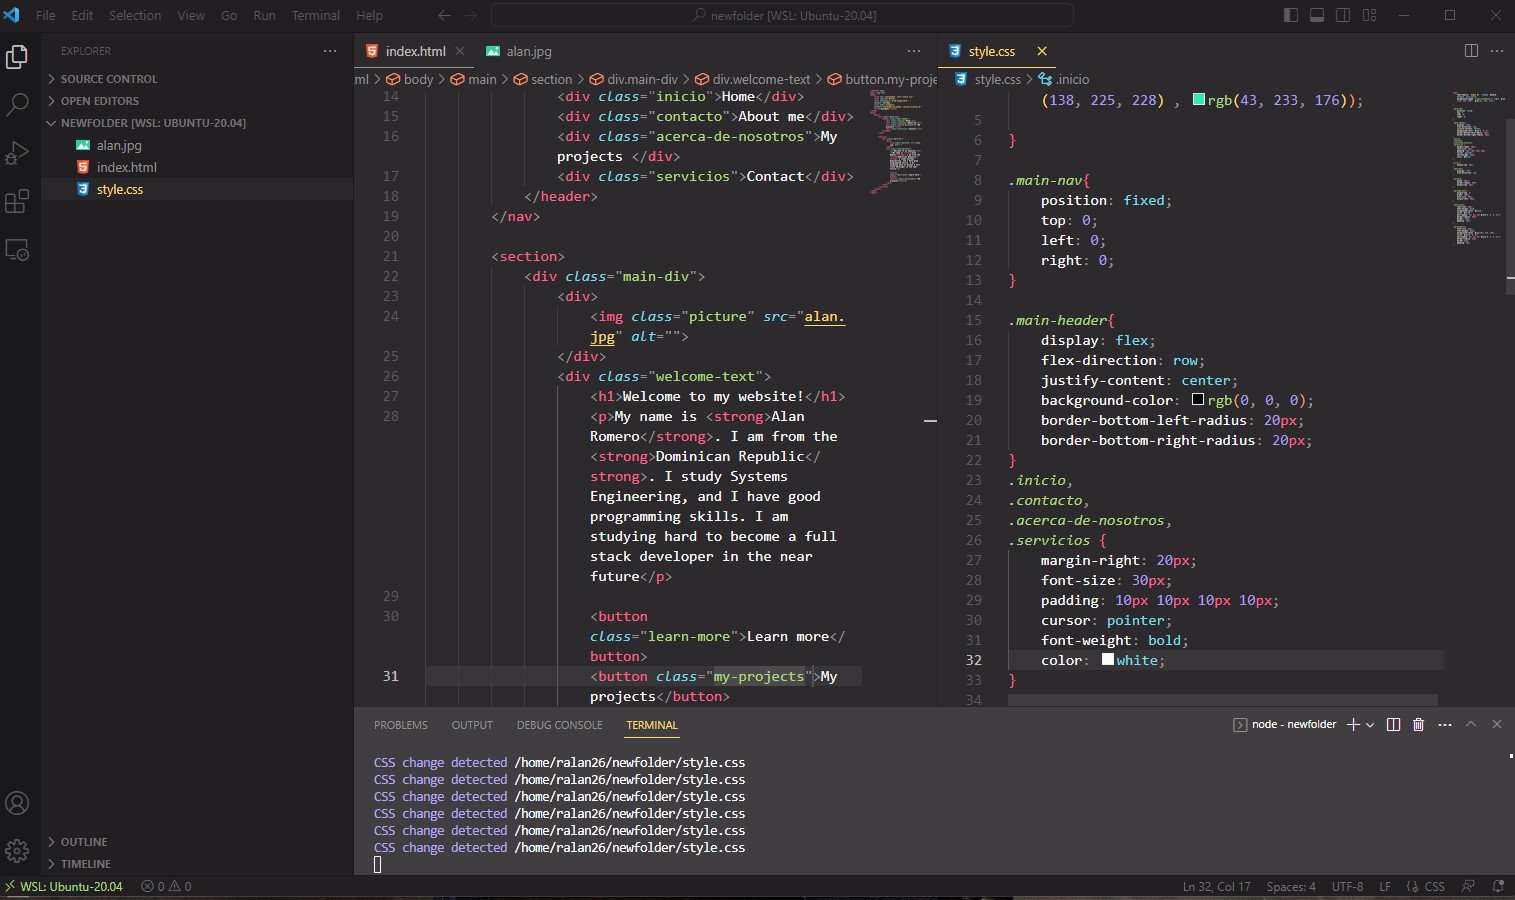 File Edit Selection View Go Run Terminal Help
newfolder [WSL: Ubuntu-20.04]
EXPLORER
SOURCE CONTROL
OPEN EDITORS
NEWFOLDER [WSL: UBUNTU-20.04]
alan.jpg
index.html
style.css
OUTLINE
TIMELINE
index.html alan.jpg
ml > body > main > section > div.main-div > div.welcome-text > button.my-proje
14 <div class="inicio">Home</div>
15 <div class="contacto">About me</div>
16 <div class="acerca-de-nosotros">My
projects </div>
17 <div class="servicios">Contact</div>
18 </header>
19 </nav>
20
21 <section>
22 <div class="main-div">
23 <div>
24 <img class="picture" src="alan.
jpg" alt="">
25 </div>
26 <div class="welcome-text">
27 <h1>Welcome to my website!</h1>
28 <p>My name is <strong>Alan
Romero</strong>. I am from the
<strong>Dominican Republic</
strong>. I study Systems
Engineering, and I have good
programming skills. I am
studying hard to become a full
stack developer in the near
future</p>
29
30 <button
class="learn-more">Learn more</
button>
31 <button class="my-projects">My
projects</button>
style.css
style.css > .inicio
(138, 225, 228) , rgb(43, 233, 176));
5
6 }
7
8 .main-nav{
9 position: fixed;
10 top: 0;
11 left: 0;
12 right: 0;
13 }
14
15 .main-header{
16 display: flex;
17 flex-direction: row;
18 justify-content: center;
19 background-color: rgb(0, 0, 0);
20 border-bottom-left-radius: 20px;
21 border-bottom-right-radius: 20px;
22 }
23 .inicio,
24 .contacto,
25 .acerca-de-nosotros,
26 .servicios {
27 margin-right: 20px;
28 font-size: 30px;
29 padding: 10px 10px 10px 10px;
30 cursor: pointer;
31 font-weight: bold;
32 color: white;
33 }
34
PROBLEMS OUTPUT DEBUG CONSOLE TERMINAL
node - newfolder
CSS change detected /home/ralan26/newfolder/style.css
CSS change detected /home/ralan26/newfolder/style.css
CSS change detected /home/ralan26/newfolder/style.css
CSS change detected /home/ralan26/newfolder/style.css
CSS change detected /home/ralan26/newfolder/style.css
CSS change detected /home/ralan26/newfolder/style.css
WSL: Ubuntu-20.04 0 0
Ln 32, Col 17 Spaces: 4 UTF-8 LF {} CSS